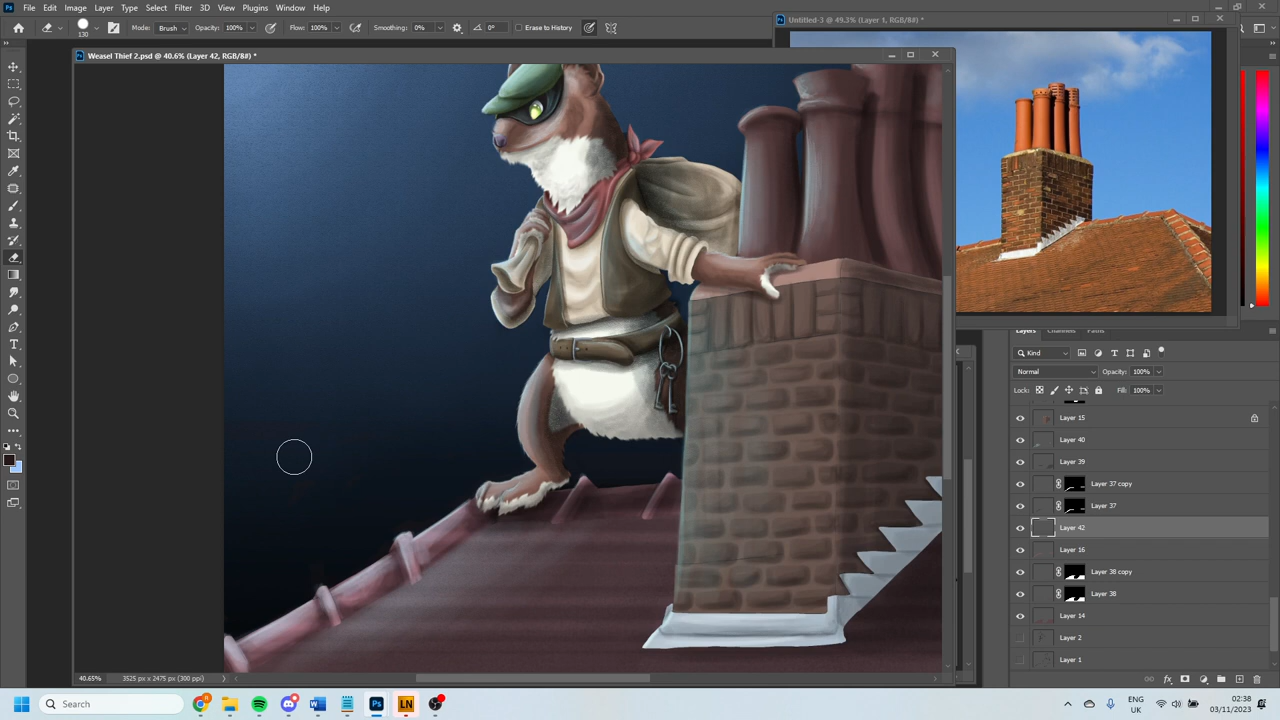 File Edit Image Layer Type Select Filter 3D View Plugins Window Help
Mode: Brush Opacity: 100% Flow: 100% Smoothing: 0% 0° Erase to History
130
Untitled-3 @ 49.3% (Layer 1, RGB/8#) *
Weasel Thief 2.psd @ 40.6% (Layer 42, RGB/8#) *
Layers Channels Paths
Kind
Normal Opacity: 100%
Lock: Fill: 100%
Layer 15
Layer 40
Layer 39
Layer 37 copy
Layer 37
Layer 42
Layer 16
Layer 38 copy
Layer 38
Layer 14
Layer 2
Layer 1
40.65% 3525 px x 2475 px (300 ppi)
Search
ENG
UK
02:38
03/11/2023